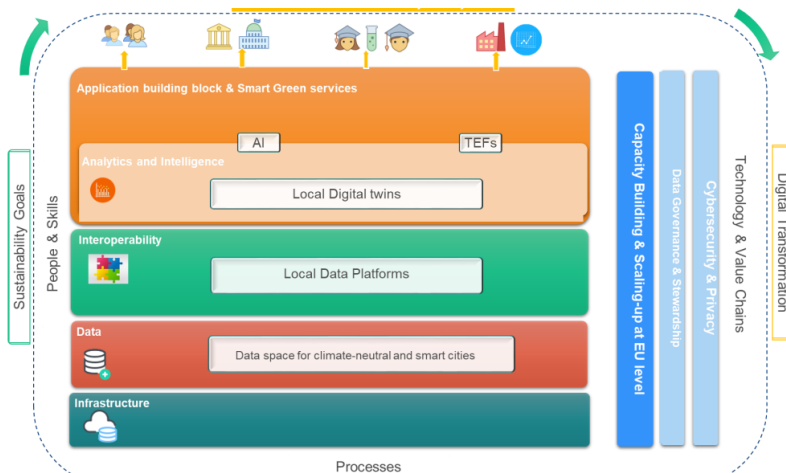 Application building block & Smart Green services
AI
TEFs
Analytics and Intelligence
Local Digital twins
Interoperability
Local Data Platforms
Data
Data space for climate-neutral and smart cities
Infrastructure
Processes
Sustainability Goals
People & Skills
Capacity Building & Scaling-up at EU level
Data Governance & Stewardship
Cybersecurity & Privacy
Technology & Value Chains
Digital Transformation